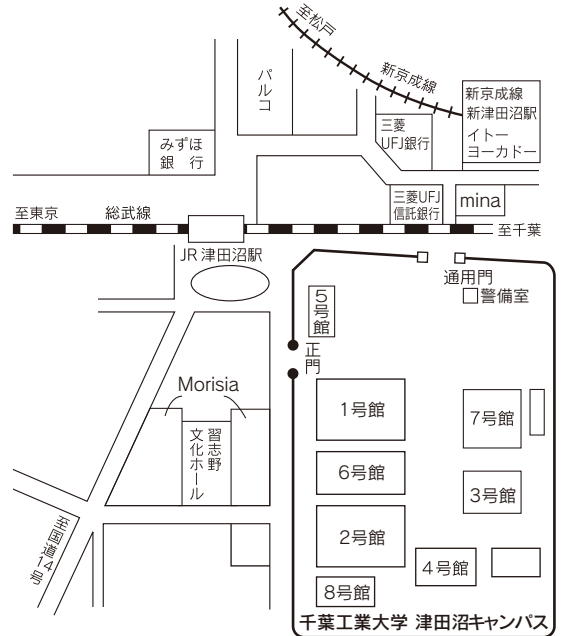 至松戸
新京成線
パルコ
新京成線
新津田沼駅
イトー
ヨーカドー
三菱
UFJ銀行
みずほ
銀 行
三菱UFJ
信託銀行
mina
至東京
総武線
至千葉
JR津田沼駅
通用門
警備室
5号館
正門
Morisia
習志野
文化ホール
1号館
7号館
6号館
3号館
2号館
4号館
8号館
至国道14号
千葉工業大学 津田沼キャンパス